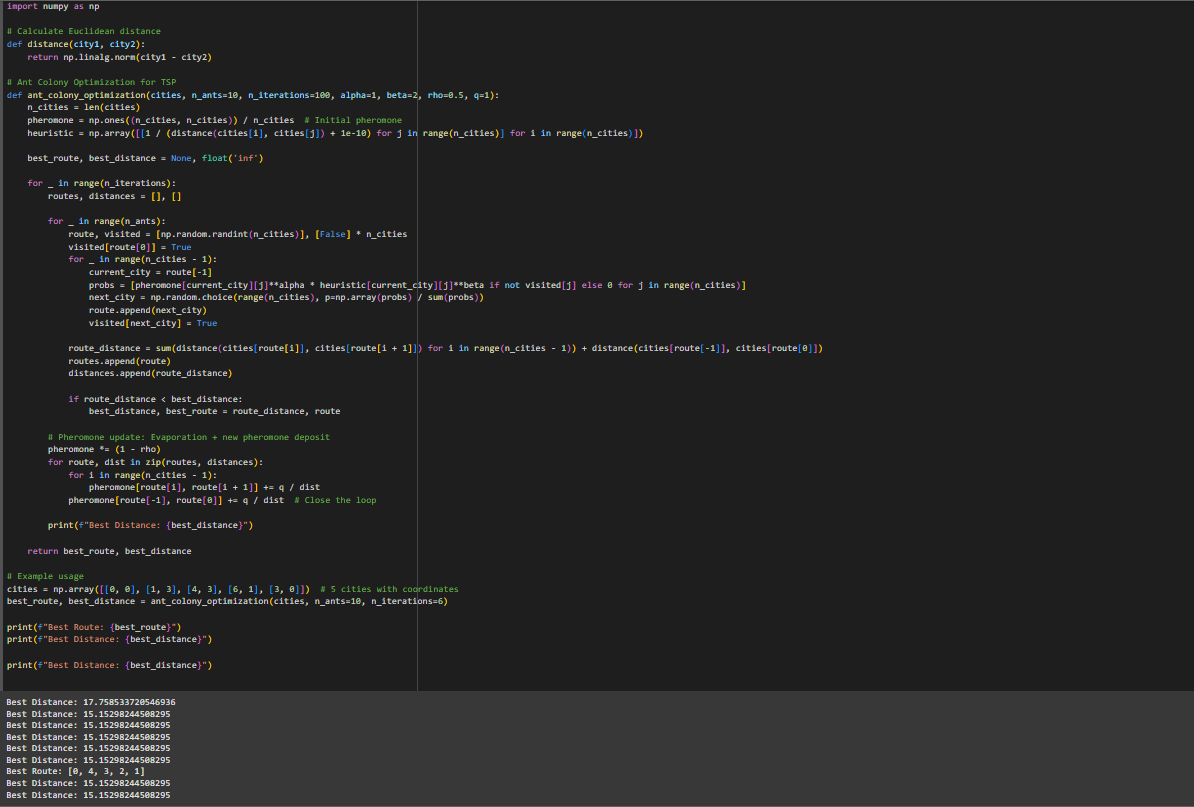 import numpy as np
# Calculate Euclidean distance
def distance(city1, city2):
    return np.linalg.norm(city1 - city2)
# Ant Colony Optimization for TSP
def ant_colony_optimization(cities, n_ants=10, n_iterations=100, alpha=1, beta=2, rho=0.5, q=1):
    n_cities = len(cities)
    pheromone = np.ones((n_cities, n_cities)) / n_cities  # Initial pheromone
    heuristic = np.array([[1 / (distance(cities[i], cities[j]) + 1e-10) for j in range(n_cities)] for i in range(n_cities)])
    best_route, best_distance = None, float('inf')
    for _ in range(n_iterations):
        routes, distances = [], []
        for _ in range(n_ants):
            route, visited = [np.random.randint(n_cities)], [False] * n_cities
            visited[route[0]] = True
            for _ in range(n_cities - 1):
                current_city = route[-1]
                probs = [pheromone[current_city][j]**alpha * heuristic[current_city][j]**beta if not visited[j] else 0 for j in range(n_cities)]
                next_city = np.random.choice(range(n_cities), p=np.array(probs) / sum(probs))
                route.append(next_city)
                visited[next_city] = True
            route_distance = sum(distance(cities[route[i]], cities[route[i + 1]]) for i in range(n_cities - 1)) + distance(cities[route[-1]], cities[route[0]])
            routes.append(route)
            distances.append(route_distance)
            if route_distance < best_distance:
                best_distance, best_route = route_distance, route
        # Pheromone update: Evaporation + new pheromone deposit
        pheromone *= (1 - rho)
        for route, dist in zip(routes, distances):
            for i in range(n_cities - 1):
                pheromone[route[i], route[i + 1]] += q / dist
            pheromone[route[-1], route[0]] += q / dist  # Close the loop
        print(f"Best Distance: {best_distance}")
    return best_route, best_distance
# Example usage
cities = np.array([[0, 0], [1, 3], [4, 3], [6, 1], [3, 0]])  # 5 cities with coordinates
best_route, best_distance = ant_colony_optimization(cities, n_ants=10, n_iterations=6)
print(f"Best Route: {best_route}")
print(f"Best Distance: {best_distance}")
print(f"Best Distance: {best_distance}")
Best Distance: 17.758533720546936
Best Distance: 15.15298244508295
Best Distance: 15.15298244508295
Best Distance: 15.15298244508295
Best Distance: 15.15298244508295
Best Distance: 15.15298244508295
Best Route: [0, 4, 3, 2, 1]
Best Distance: 15.15298244508295
Best Distance: 15.15298244508295